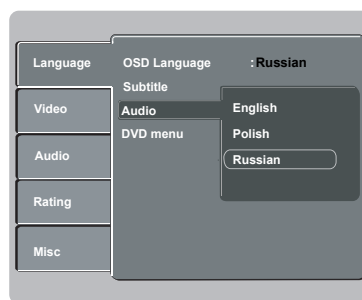 Language
Video
Audio
Rating
Misc
OSD Language : Russian
Subtitle
Audio
DVD menu
English
Polish
Russian